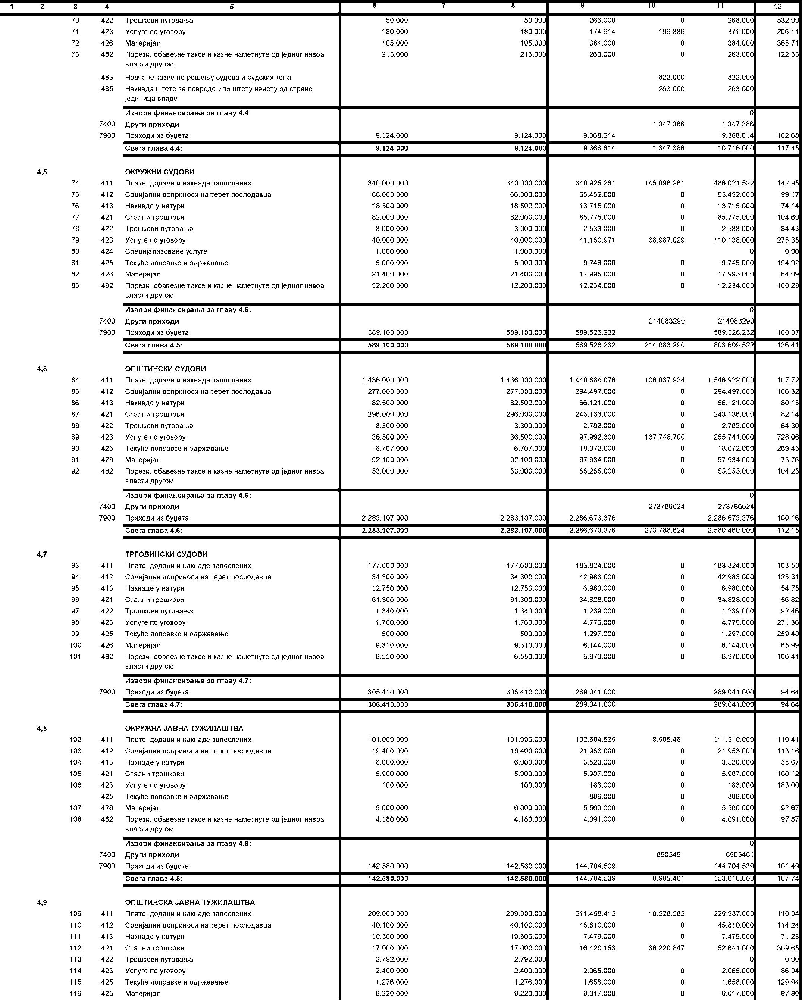 1 2 3 4 5 6 7 8 9 10 11 12
70 422 Трошкови путовања 50.000 50.000 266.000 0 266.000 532,00
71 423 Услуге по уговору 180.000 180.000 174.614 196.386 371.000 206,11
72 426 Материјал 105.000 105.000 384.000 0 384.000 365,71
73 482 Порези, обавезне таксе и казне наметнуте од једног нивоа 215.000 215.000 263.000 0 263.000 122,33
власти другом
483 Новчане казне по решењу судова и судских тела 822.000 822.000
485 Накнада штете за повреде или штету нанету од стране 263.000 263.000
јединица владе
Извори финансирања за главу 4.4: 0
7400 Други приходи 1.347.386 1.347.386
7900 Приходи из буџета 9.124.000 9.124.000 9.368.614 9.368.614 102,68
Свега глава 4.4: 9.124.000 9.124.000 9.368.614 1.347.386 10.716.000 117,45
4,5 ОКРУЖНИ СУДОВИ
74 411 Плате, додаци и накнаде запослених 340.000.000 340.000.000 340.925.261 145.096.261 486.021.522 142,95
75 412 Социјални доприноси на терет послодавца 66.000.000 66.000.000 65.452.000 0 65.452.000 99,17
76 413 Накнаде у натури 18.500.000 18.500.000 13.715.000 0 13.715.000 74,14
77 421 Стални трошкови 82.000.000 82.000.000 85.775.000 0 85.775.000 104,60
78 422 Трошкови путовања 3.000.000 3.000.000 2.533.000 0 2.533.000 84,43
79 423 Услуге по уговору 40.000.000 40.000.000 41.150.971 68.987.029 110.138.000 275,35
80 424 Специјализоване услуге 1.000.000 1.000.000 0 0,00
81 425 Текуће поправке и одржавање 5.000.000 5.000.000 9.746.000 0 9.746.000 194,92
82 426 Материјал 21.400.000 21.400.000 17.995.000 0 17.995.000 84,09
83 482 Порези, обавезне таксе и казне наметнуте од једног нивоа 12.200.000 12.200.000 12.234.000 0 12.234.000 100,28
власти другом
Извори финансирања за главу 4.5: 0
7400 Други приходи 214083290 214083290
7900 Приходи из буџета 589.100.000 589.100.000 589.526.232 589.526.232 100,07
Свега глава 4.5: 589.100.000 589.100.000 589.526.232 214.083.290 803.609.522 136,41
4,6 ОПШТИНСКИ СУДОВИ
84 411 Плате, додаци и накнаде запослених 1.436.000.000 1.436.000.000 1.440.884.076 106.037.924 1.546.922.000 107,72
85 412 Социјални доприноси на терет послодавца 277.000.000 277.000.000 294.497.000 0 294.497.000 106,32
86 413 Накнаде у натури 82.500.000 82.500.000 66.121.000 0 66.121.000 80,15
87 421 Стални трошкови 296.000.000 296.000.000 243.136.000 0 243.136.000 82,14
88 422 Трошкови путовања 3.300.000 3.300.000 2.782.000 0 2.782.000 84,30
89 423 Услуге по уговору 36.500.000 36.500.000 97.992.300 167.748.700 265.741.000 728,06
90 425 Текуће поправке и одржавање 6.707.000 6.707.000 18.072.000 0 18.072.000 269,45
91 426 Материјал 92.100.000 92.100.000 67.934.000 0 67.934.000 73,76
92 482 Порези, обавезне таксе и казне наметнуте од једног нивоа 53.000.000 53.000.000 55.255.000 0 55.255.000 104,25
власти другом
Извори финансирања за главу 4.6: 0
7400 Други приходи 273786624 273786624
7900 Приходи из буџета 2.283.107.000 2.283.107.000 2.286.673.376 2.286.673.376 100,16
Свега глава 4.6: 2.283.107.000 2.283.107.000 2.286.673.376 273.786.624 2.560.460.000 112,15
4,7 ТРГОВИНСКИ СУДОВИ
93 411 Плате, додаци и накнаде запослених 177.600.000 177.600.000 183.824.000 0 183.824.000 103,50
94 412 Социјални доприноси на терет послодавца 34.300.000 34.300.000 42.983.000 0 42.983.000 125,31
95 413 Накнаде у натури 12.750.000 12.750.000 6.980.000 0 6.980.000 54,75
96 421 Стални трошкови 61.300.000 61.300.000 34.828.000 0 34.828.000 56,82
97 422 Трошкови путовања 1.340.000 1.340.000 1.239.000 0 1.239.000 92,46
98 423 Услуге по уговору 1.760.000 1.760.000 4.776.000 0 4.776.000 271,36
99 425 Текуће поправке и одржавање 500.000 500.000 1.297.000 0 1.297.000 259,40
100 426 Материјал 9.310.000 9.310.000 6.144.000 0 6.144.000 65,99
101 482 Порези, обавезне таксе и казне наметнуте од једног нивоа 6.550.000 6.550.000 6.970.000 0 6.970.000 106,41
власти другом
Извори финансирања за главу 4.7:
7900 Приходи из буџета 305.410.000 305.410.000 289.041.000 289.041.000 94,64
Свега глава 4.7: 305.410.000 305.410.000 289.041.000 289.041.000 94,64
4,8 ОКРУЖНА ЈАВНА ТУЖИЛАШТВА
102 411 Плате, додаци и накнаде запослених 101.000.000 101.000.000 102.604.539 8.905.461 111.510.000 110,41
103 412 Социјални доприноси на терет послодавца 19.400.000 19.400.000 21.953.000 0 21.953.000 113,16
104 413 Накнаде у натури 6.000.000 6.000.000 3.520.000 0 3.520.000 58,67
105 421 Стални трошкови 5.900.000 5.900.000 5.907.000 0 5.907.000 100,12
106 423 Услуге по уговору 100.000 100.000 183.000 0 183.000 183,00
425 Текуће поправке и одржавање 886.000 0 886.000
107 426 Материјал 6.000.000 6.000.000 5.560.000 0 5.560.000 92,67
108 482 Порези, обавезне таксе и казне наметнуте од једног нивоа 4.180.000 4.180.000 4.091.000 0 4.091.000 97,87
власти другом
Извори финансирања за главу 4.8: 0
7400 Други приходи 8905461 8905461
7900 Приходи из буџета 142.580.000 142.580.000 144.704.539 144.704.539 101,49
Свега глава 4.8: 142.580.000 142.580.000 144.704.539 8.905.461 153.610.000 107,74
4,9 ОПШТИНСКА ЈАВНА ТУЖИЛАШТВА
109 411 Плате, додаци и накнаде запослених 209.000.000 209.000.000 211.458.415 18.528.585 229.987.000 110,04
110 412 Социјални доприноси на терет послодавца 40.100.000 40.100.000 45.810.000 0 45.810.000 114,24
111 413 Накнаде у натури 10.500.000 10.500.000 7.479.000 0 7.479.000 71,23
112 421 Стални трошкови 17.000.000 17.000.000 16.420.153 36.220.847 52.641.000 309,65
113 422 Трошкови путовања 2.792.000 2.792.000 0 0,00
114 423 Услуге по уговору 2.400.000 2.400.000 2.065.000 0 2.065.000 86,04
115 425 Текуће поправке и одржавање 1.276.000 1.276.000 1.658.000 0 1.658.000 129,94
116 426 Материјал 9.220.000 9.220.000 9.017.000 0 9.017.000 97,80